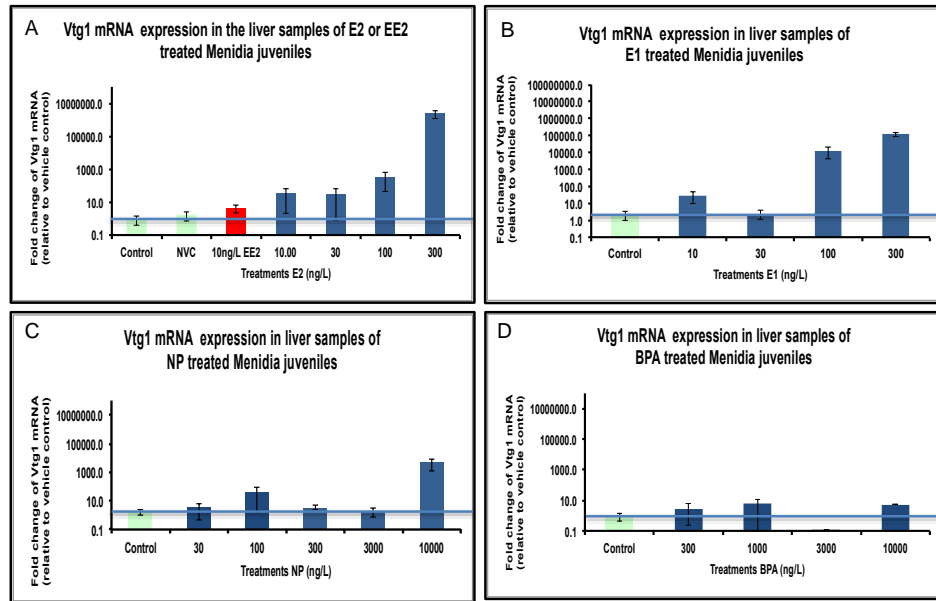 A
Vtg1 mRNA expression in the liver samples of E2 or EE2
treated Menidia juveniles
Fold change of Vtg1 mRNA
(relative to vehicle control)
10000000.0
100000.0
1000.0
10.0
0.1
Control NVC 10ng/L EE2 10.00 30 100 300
Treatments E2 (ng/L)
B
Vtg1 mRNA expression in liver samples of
E1 treated Menidia juveniles
Fold change of Vtg1 mRNA
(relative to vehicle control)
100000000.0
10000000.0
1000000.0
100000.0
10000.0
1000.0
100.0
10.0
1.0
0.1
Control 10 30 100 300
Treatments E1 (ng/L)
C
Vtg1 mRNA expression in liver samples of
NP treated Menidia juveniles
Fold change of Vtg1 mRNA
(relative to vehicle control)
10000000.0
100000.0
1000.0
10.0
0.1
Control 30 100 300 3000 10000
Treatments NP (ng/L)
D
Vtg1 mRNA expression in liver samples of
BPA treated Menidia juveniles
Fold change of Vtg1 mRNA
(relative to vehicle control)
10000000.0
100000.0
1000.0
10.0
0.1
Control 300 1000 3000 10000
Treatments BPA (ng/L)